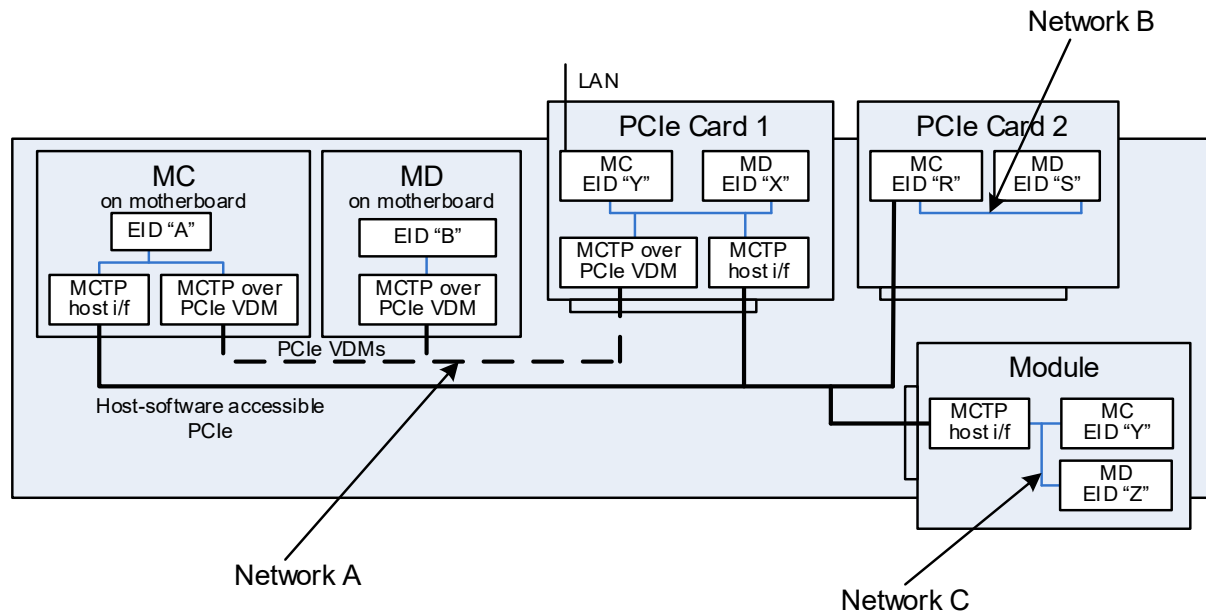 Network B
LAN
PCIe Card 1
MC
EID “Y”
MD
EID “X”
MCTP over
PCIe VDM
MCTP
host i/f
PCIe Card 2
MC
EID “R”
MD
EID “S”
MC
on motherboard
EID “A”
MCTP
host i/f
MCTP over
PCIe VDM
MD
on motherboard
EID “B”
MCTP over
PCIe VDM
PCIe VDMs
Host-software accessible
PCIe
Module
MCTP
host i/f
MC
EID “Y”
MD
EID “Z”
Network A
Network C